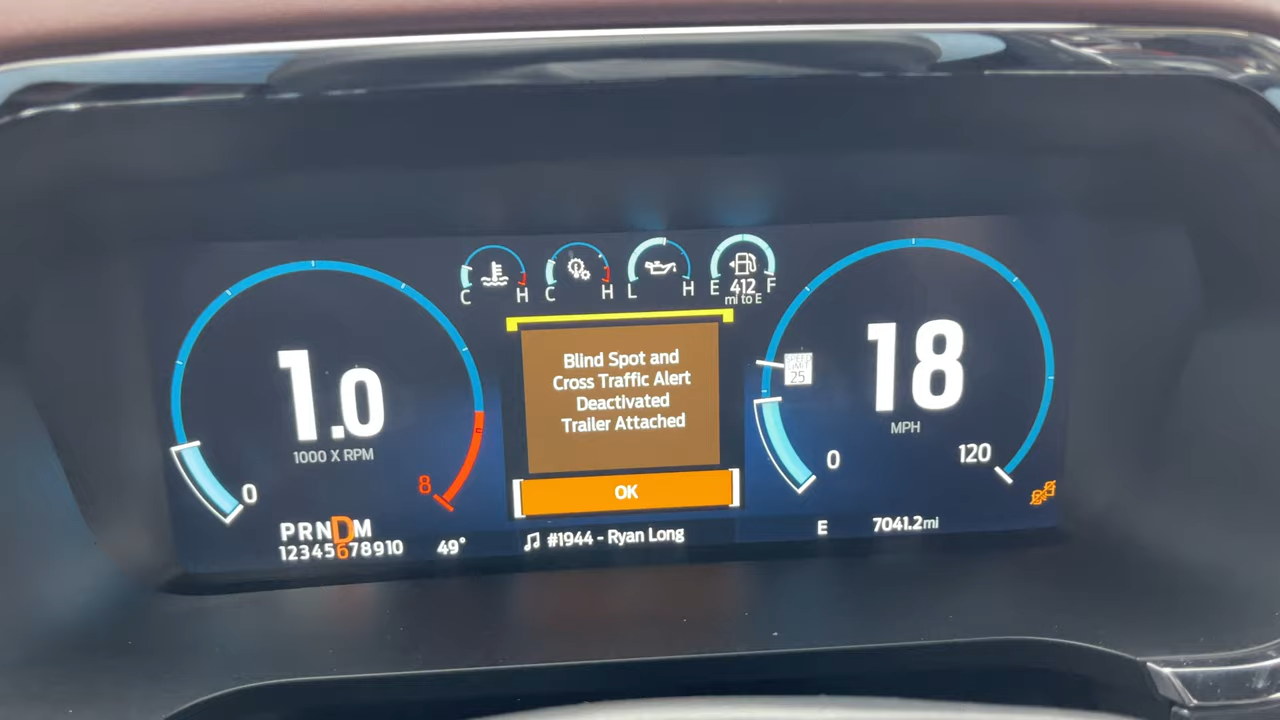 C H
C H
L H
E F
412
mi to E
Blind Spot and
Cross Traffic Alert
Deactivated
Trailer Attached
OK
1.0
1000 X RPM
0
8
PRNDM
12345678910
49°
#1944 - Ryan Long
SPEED
LIMIT
25
18
MPH
0
120
E
7041.2mi